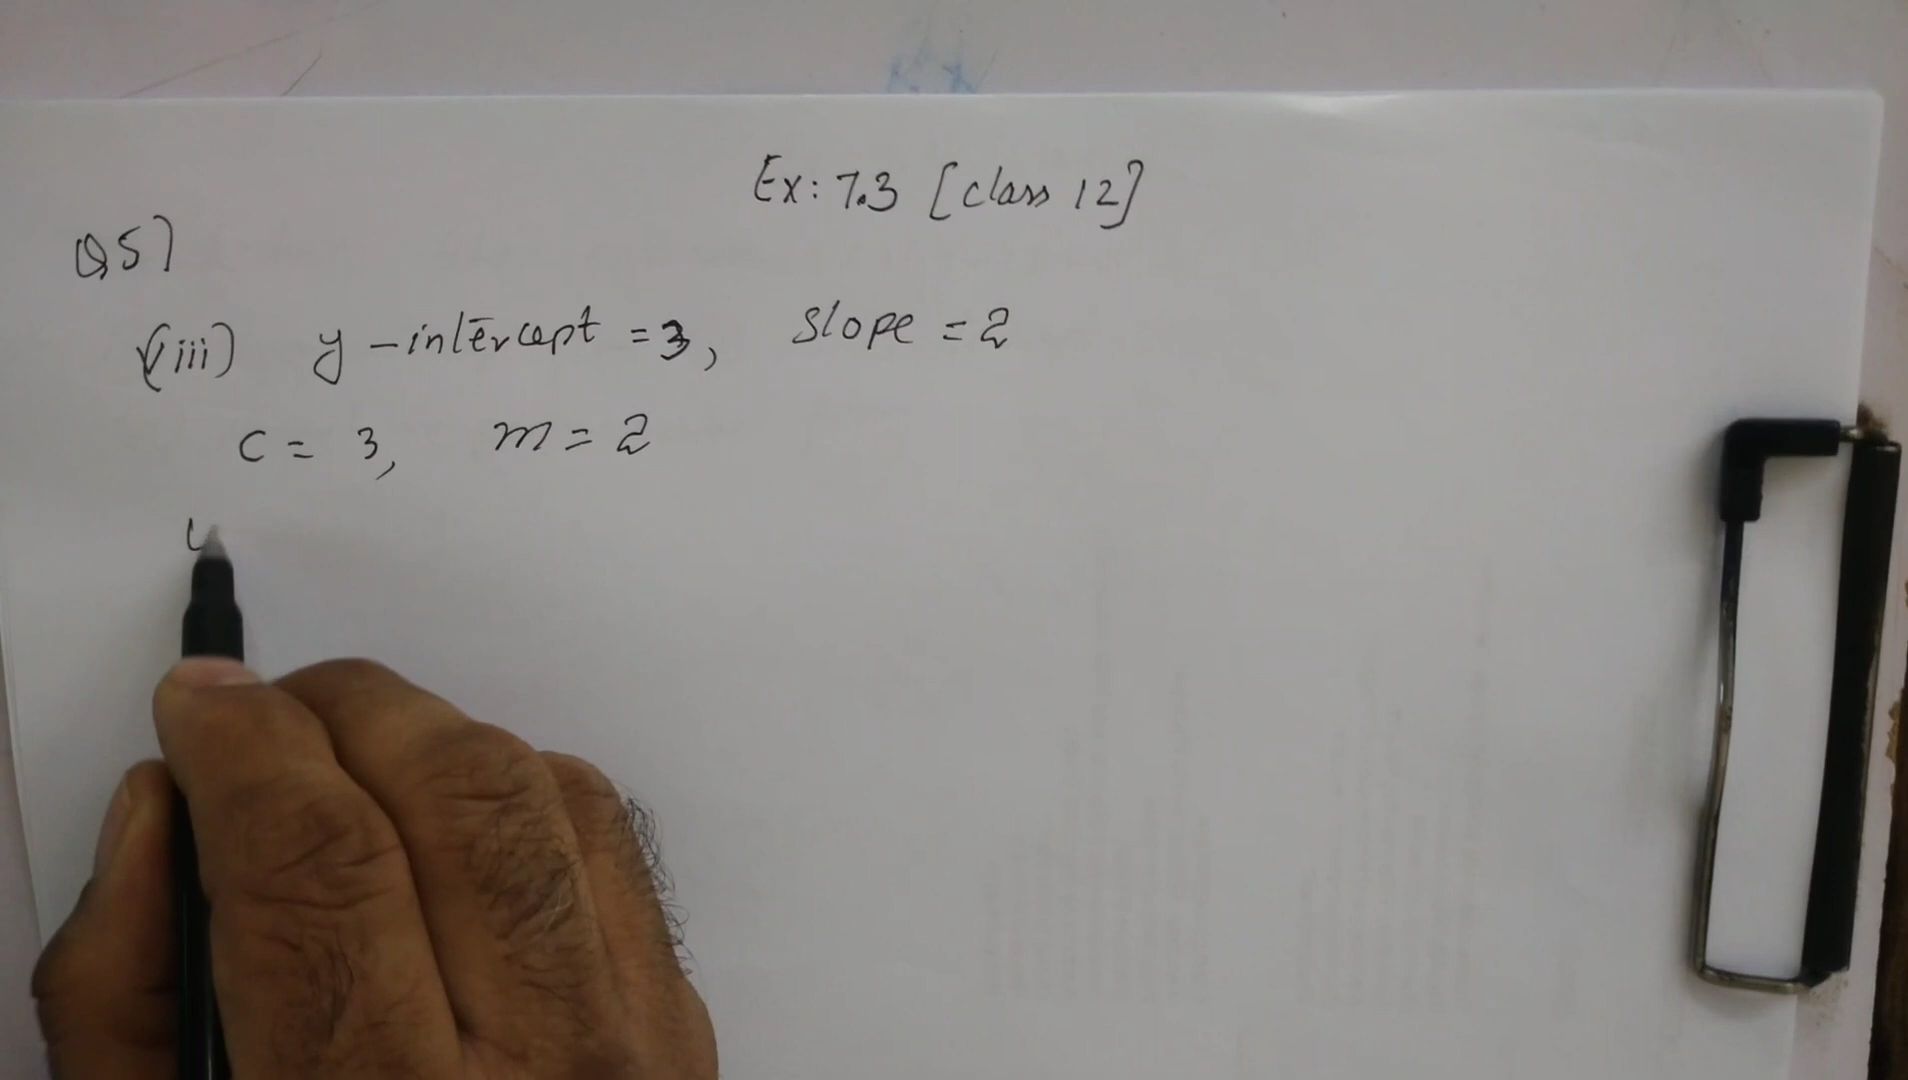 Ex: 7.3 [class 12]
Q5)
(iii) y-intercept = 3, slope = 2
c = 3, m = 2